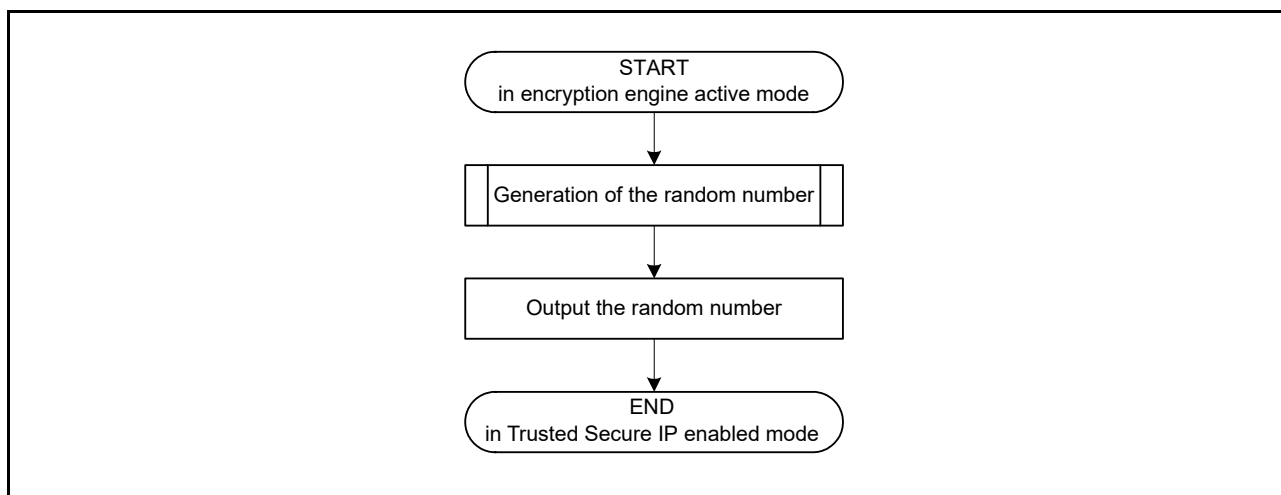 START
in encryption engine active mode
Generation of the random number
Output the random number
END
in Trusted Secure IP enabled mode